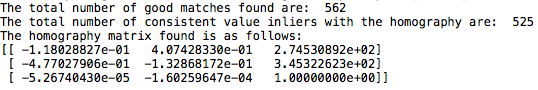 The total number of good matches found are:  562
The total number of consistent value inliers with the homography are:  525
The homography matrix found is as follows:
[[ -1.18028827e-01   4.07428330e-01   2.74530892e+02]
 [ -4.77027906e-01  -1.32868172e-01   3.45322623e+02]
 [ -5.26740430e-05  -1.60259647e-04   1.00000000e+00]]